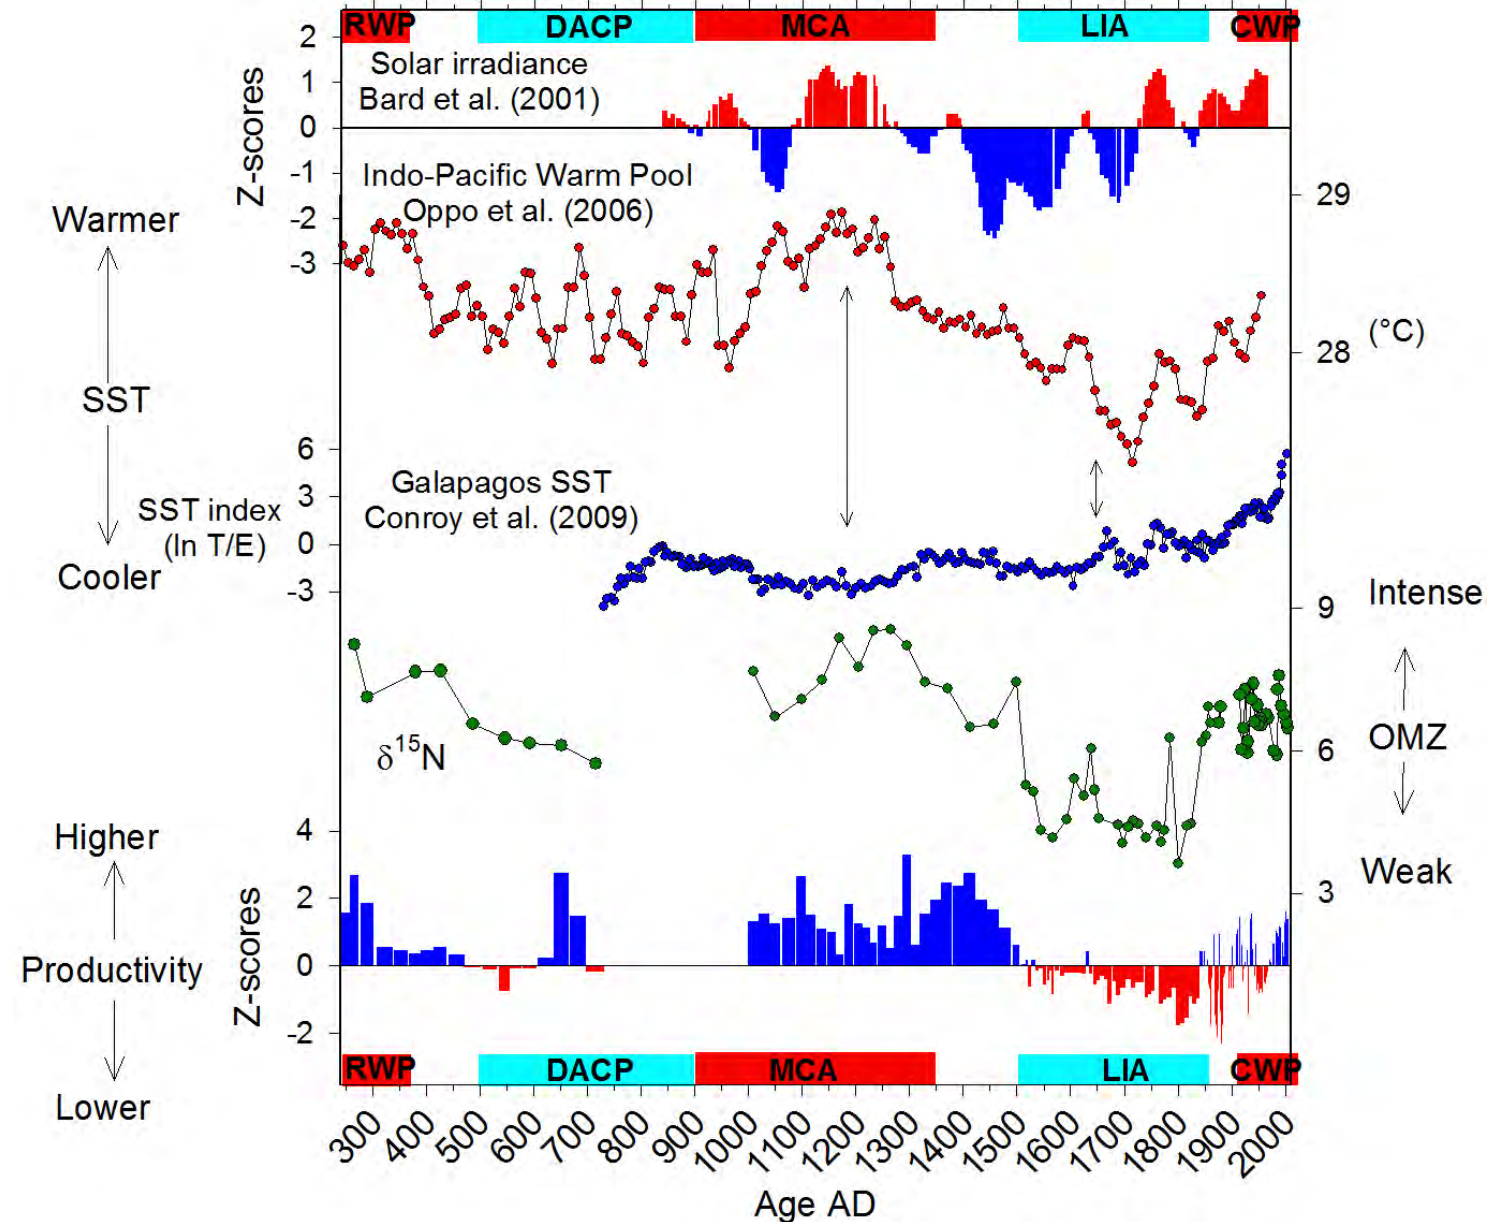 RWP DACP MCA LIA CWP
2
1
0
-1
-2
-3
Z-scores
Solar irradiance
Bard et al. (2001)
Indo-Pacific Warm Pool
Oppo et al. (2006)
29
28
(°C)
Warmer
SST
Cooler
6
3
0
-3
SST index
(ln T/E)
Galapagos SST
Conroy et al. (2009)
9
6
3
Intense
OMZ
Weak
δ15N
Higher
Productivity
Lower
4
2
0
-2
Z-scores
RWP DACP MCA LIA CWP
300 400 500 600 700 800 900 1000 1100 1200 1300 1400 1500 1600 1700 1800 1900 2000
Age AD